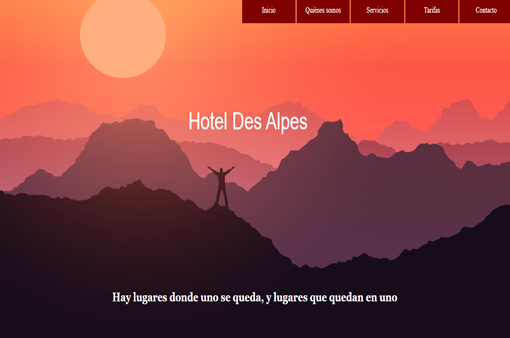 Inicio
Quiénes somos
Servicios
Tarifas
Contacto
Hotel Des Alpes
Hay lugares donde uno se queda, y lugares que quedan en uno